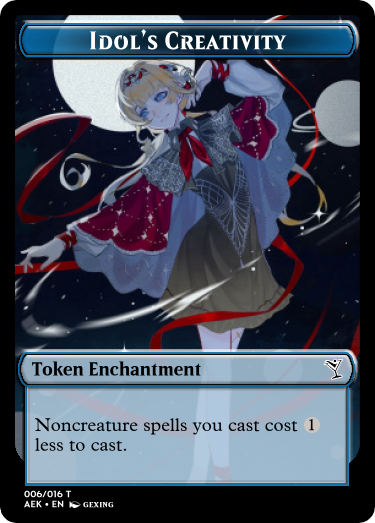 Idol's Creativity
Token Enchantment
Noncreature spells you cast cost 1
less to cast.
006/016 T
AEK • EN GEXING